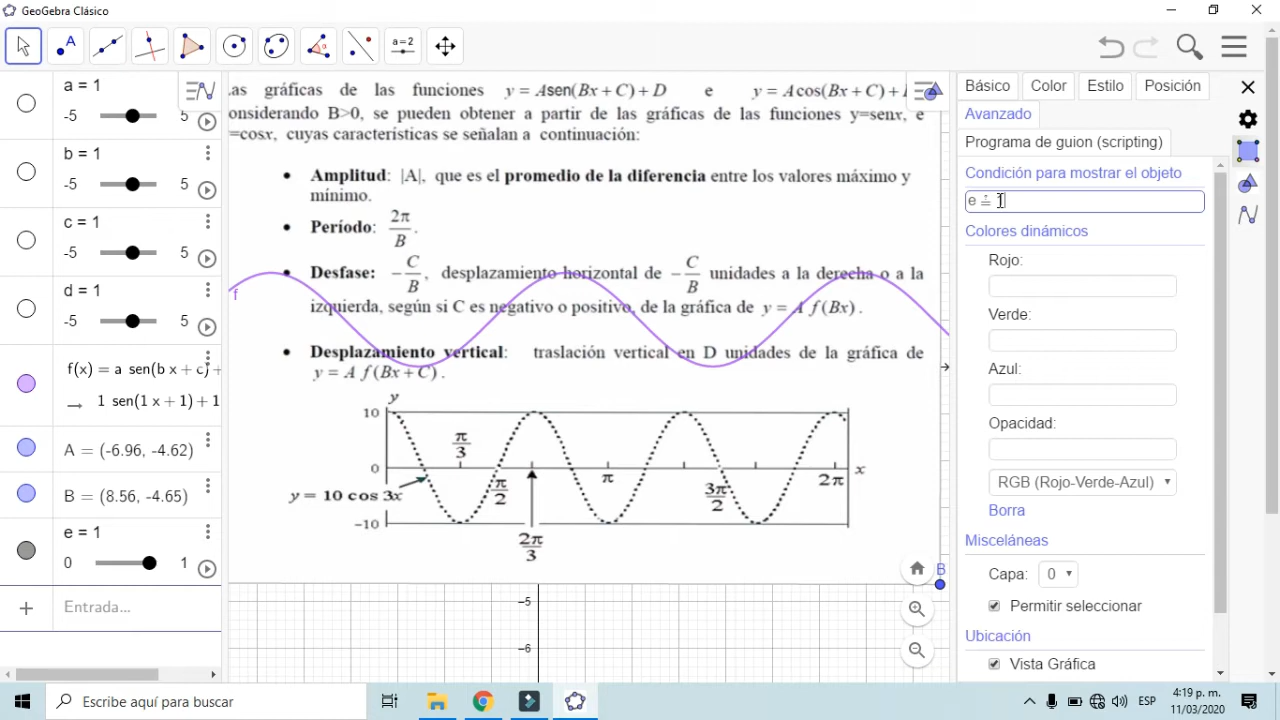 GeoGebra Clásico
a=2
a = 1
-5
5
b = 1
-5
5
c = 1
-5
5
d = 1
-5
5
f(x) = a sen(b x + c) +
→ 1 sen(1 x + 1) + 1
A = (-6.96, -4.62)
B = (8.56, -4.65)
e = 1
0
1
Entrada...
as gráficas de las funciones y = Asen(Bx + C) + D e y = A cos(Bx + C) +
onsiderando B>0, se pueden obtener a partir de las gráficas de las funciones y=senx, e
=cosx, cuyas características se señalan a continuación:
• Amplitud: |A|, que es el promedio de la diferencia entre los valores máximo y
mínimo.
• Período: 2π/B.
• Desfase: −C/B, desplazamiento horizontal de −C/B unidades a la derecha o a la
izquierda, según si C es negativo o positivo, de la gráfica de y = A f(Bx).
• Desplazamiento vertical: traslación vertical en D unidades de la gráfica de
y = A f(Bx + C).
f
y
10
0
-10
π/3
π/2
π
3π/2
2π
x
y = 10 cos 3x
2π/3
B
-5
-6
Básico
Color
Estilo
Posición
Avanzado
Programa de guion (scripting)
Condición para mostrar el objeto
e ≟ 1
Colores dinámicos
Rojo:
Verde:
Azul:
Opacidad:
RGB (Rojo-Verde-Azul)
Borra
Misceláneas
Capa: 0
Permitir seleccionar
Ubicación
Vista Gráfica
Escribe aquí para buscar
ESP
4:19 p. m.
11/03/2020